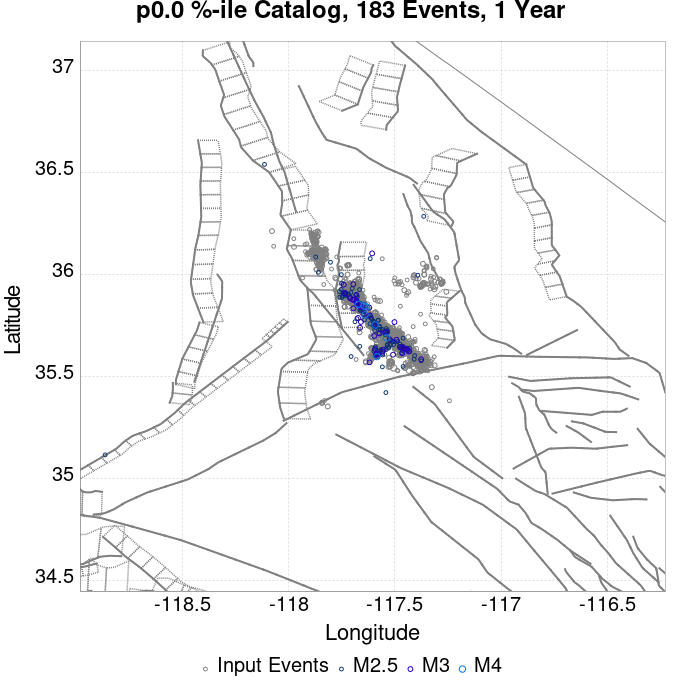 p0.0 %-ile Catalog, 183 Events, 1 Year
37
36.5
36
35.5
35
34.5
Latitude
-118.5 -118 -117.5 -117 -116.5
Longitude
Input Events M2.5 M3 M4